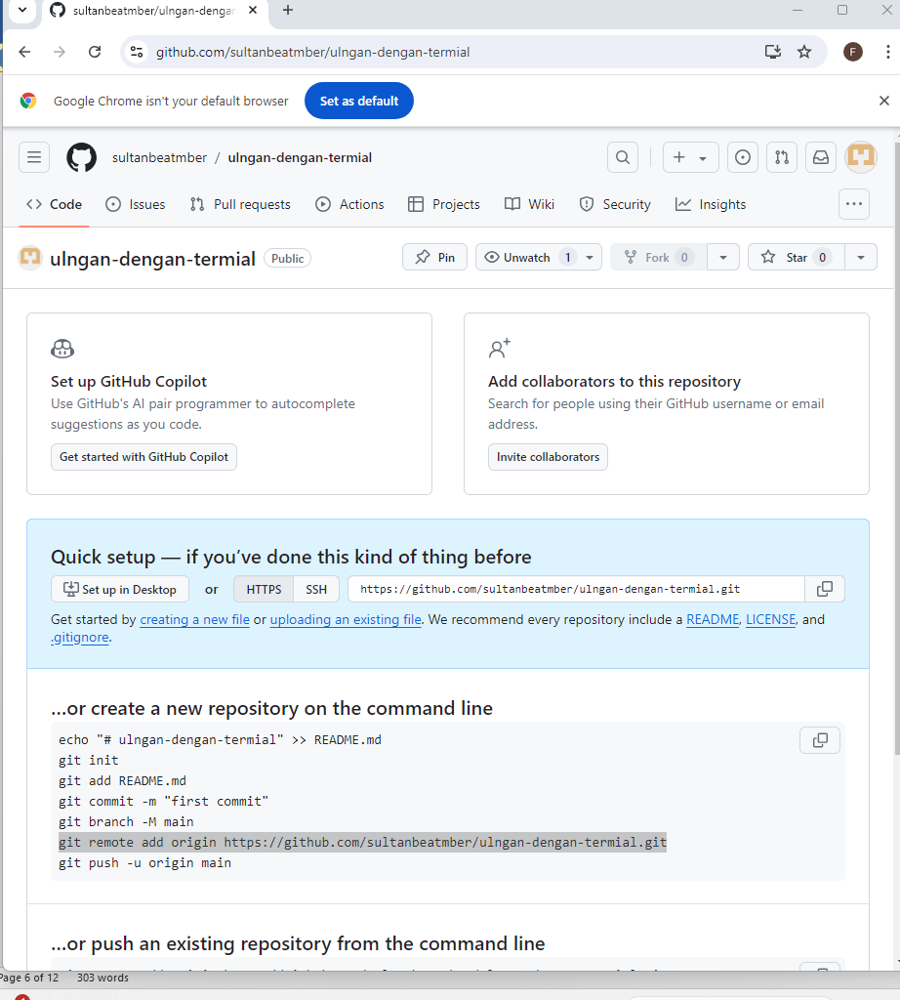 sultanbeatmber/ulngan-dengan
github.com/sultanbeatmber/ulngan-dengan-termial
F
Google Chrome isn't your default browser
Set as default
sultanbeatmber / ulngan-dengan-termial
Code
Issues
Pull requests
Actions
Projects
Wiki
Security
Insights
ulngan-dengan-termial
Public
Pin
Unwatch 1
Fork 0
Star 0
Set up GitHub Copilot
Use GitHub's AI pair programmer to autocomplete
suggestions as you code.
Get started with GitHub Copilot
Add collaborators to this repository
Search for people using their GitHub username or email
address.
Invite collaborators
Quick setup — if you’ve done this kind of thing before
Set up in Desktop
or
HTTPS
SSH
https://github.com/sultanbeatmber/ulngan-dengan-termial.git
Get started by creating a new file or uploading an existing file. We recommend every repository include a README, LICENSE, and
.gitignore.
…or create a new repository on the command line
echo "# ulngan-dengan-termial" >> README.md
git init
git add README.md
git commit -m "first commit"
git branch -M main
git remote add origin https://github.com/sultanbeatmber/ulngan-dengan-termial.git
git push -u origin main
…or push an existing repository from the command line
Page 6 of 12
303 words